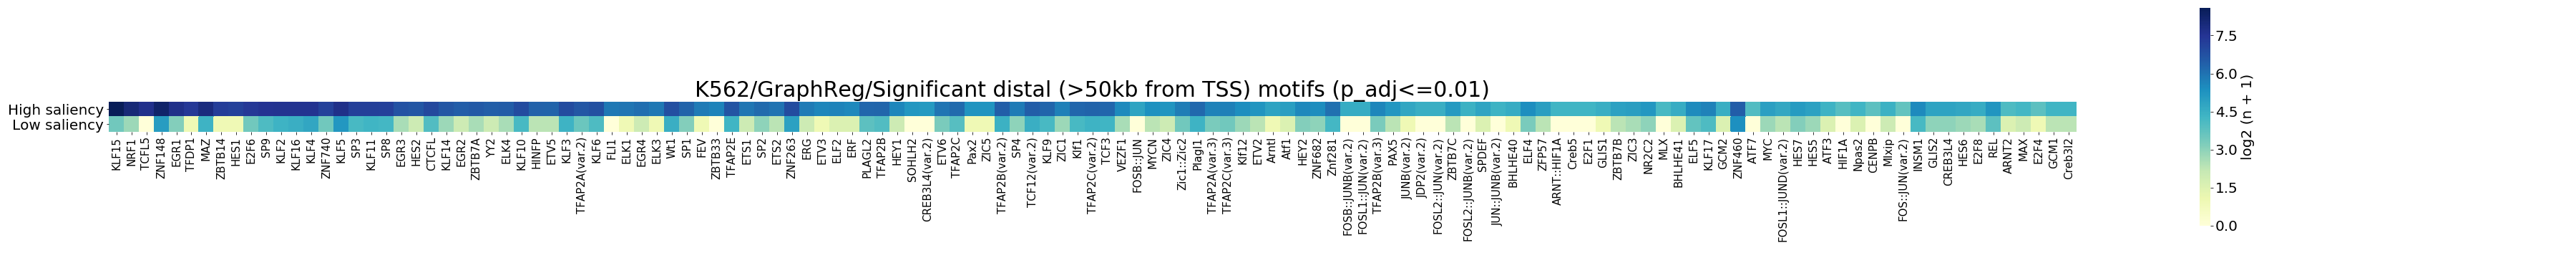 K562/GraphReg/Significant distal (>50kb from TSS) motifs (p_adj<=0.01)
High saliency
Low saliency
KLF15
NRF1
TCFL5
ZNF148
EGR1
TFDP1
MAZ
ZBTB14
HES1
E2F6
SP9
KLF2
KLF16
KLF4
ZNF740
KLF5
SP3
KLF11
SP8
EGR3
HES2
CTCFL
KLF14
EGR2
ZBTB7A
YY2
ELK4
KLF10
HINFP
ETV5
KLF3
TFAP2A(var.2)
KLF6
FLI1
ELK1
EGR4
ELK3
Wt1
SP1
FEV
ZBTB33
TFAP2E
ETS1
SP2
ETS2
ZNF263
ERG
ETV3
ELF2
ERF
PLAGL2
TFAP2B
HEY1
SOHLH2
CREB3L4(var.2)
ETV6
TFAP2C
Pax2
ZIC5
TFAP2B(var.2)
SP4
TCF12(var.2)
KLF9
ZIC1
Klf1
TFAP2C(var.2)
TCF3
VEZF1
FOSB::JUN
MYCN
ZIC4
Zic1::Zic2
Plagl1
TFAP2A(var.3)
TFAP2C(var.3)
Klf12
ETV2
Arntl
Atf1
HEY2
ZNF682
Znf281
FOSB::JUNB(var.2)
FOSL1::JUN(var.2)
TFAP2B(var.3)
PAX5
JUNB(var.2)
JDP2(var.2)
FOSL2::JUN(var.2)
ZBTB7C
FOSL2::JUNB(var.2)
SPDEF
JUN::JUNB(var.2)
BHLHE40
ELF4
ZFP57
ARNT::HIF1A
Creb5
E2F1
GLIS1
ZBTB7B
ZIC3
NR2C2
MLX
BHLHE41
ELF5
KLF17
GCM2
ZNF460
ATF7
MYC
FOSL1::JUND(var.2)
HES7
HES5
ATF3
HIF1A
Npas2
CENPB
Mlxip
FOS::JUN(var.2)
INSM1
GLIS2
CREB3L4
HES6
E2F8
REL
ARNT2
MAX
E2F4
GCM1
Creb3l2
7.5
6.0
4.5
3.0
1.5
0.0
log2 (n + 1)